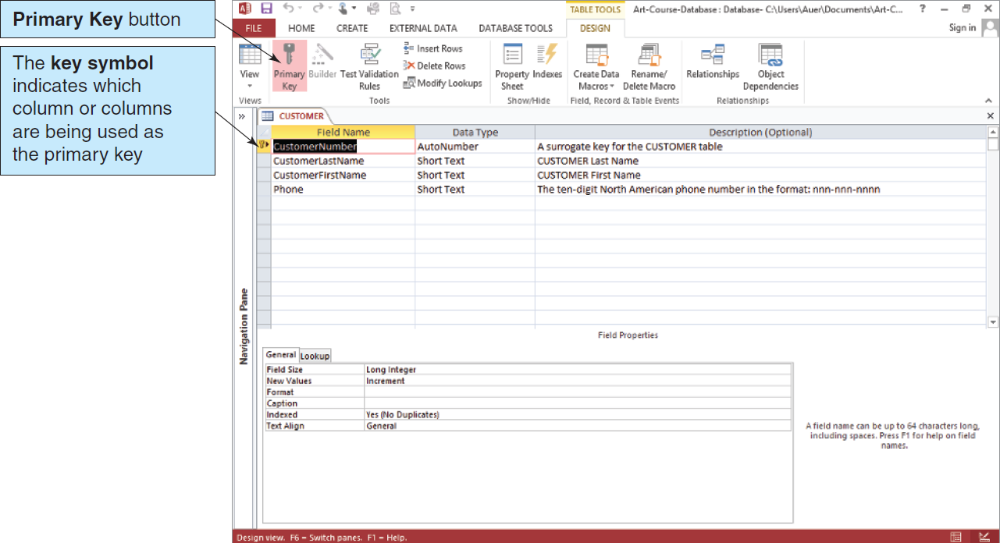 Primary Key button
The key symbol
indicates which
column or columns
are being used as
the primary key
TABLE TOOLS
Art-Course-Database : Database- C:\Users\Auer\Documents\Art-C...
?
FILE
HOME
CREATE
EXTERNAL DATA
DATABASE TOOLS
DESIGN
Sign in
View
Primary
Key
Builder
Test Validation
Rules
Insert Rows
Delete Rows
Modify Lookups
Property
Sheet
Indexes
Create Data
Macros
Rename/
Delete Macro
Relationships
Object
Dependencies
Views
Tools
Show/Hide
Field, Record & Table Events
Relationships
CUSTOMER
Field Name Data Type Description (Optional)
CustomerNumber AutoNumber A surrogate key for the CUSTOMER table
CustomerLastName Short Text CUSTOMER Last Name
CustomerFirstName Short Text CUSTOMER First Name
Phone Short Text The ten-digit North American phone number in the format: nnn-nnn-nnnn
Navigation Pane
Field Properties
General Lookup
Field Size Long Integer
New Values Increment
Format
Caption
Indexed Yes (No Duplicates)
Text Align General
A field name can be up to 64 characters long,
including spaces. Press F1 for help on field
names.
Design view. F6 = Switch panes. F1 = Help.